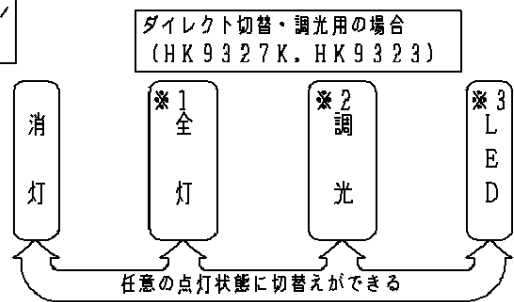 ダイレクト切替・調光用の場合
(HK9327K.HK9323)
消灯
※1
全灯
※2
調光
※3
LED
任意の点灯状態に切替えができる